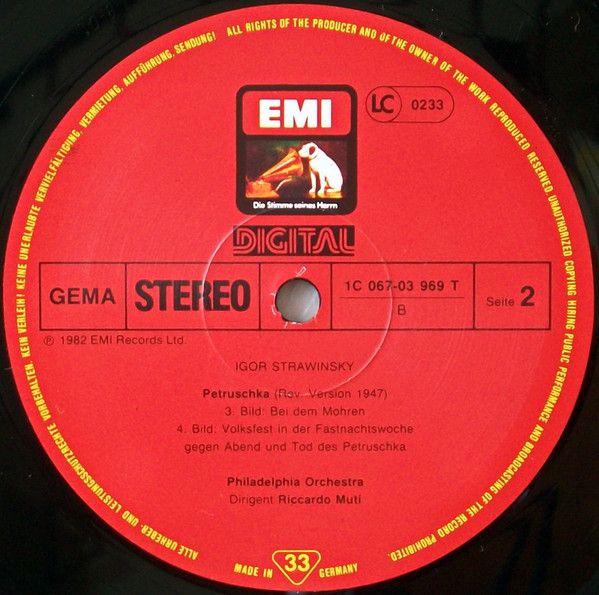 ALLE URHEBER- UND LEISTUNGSSCHUTZRECHTE VORBEHALTEN. KEIN VERLEIH! KEINE UNERLAUBTE VERVIELFÄLTIGUNG, VERMIETUNG, AUFFÜHRUNG, SENDUNG! ALL RIGHTS OF THE PRODUCER AND OF THE OWNER OF THE WORK REPRODUCED RESERVED. UNAUTHORIZED COPYING HIRING PUBLIC PERFORMANCE AND BROADCASTING OF THE RECORD PROHIBITED.
EMI
LC 0233
Die Stimme seines Herrn
DIGITAL
GEMA STEREO 1C 067-03 969 T Seite 2
B
℗ 1982 EMI Records Ltd.
IGOR STRAWINSKY
Petruschka (Rev. Version 1947)
3. Bild: Bei dem Mohren
4. Bild: Volksfest in der Fastnachtswoche
gegen Abend und Tod des Petruschka
Philadelphia Orchestra
Dirigent Riccardo Muti
MADE IN 33 GERMANY